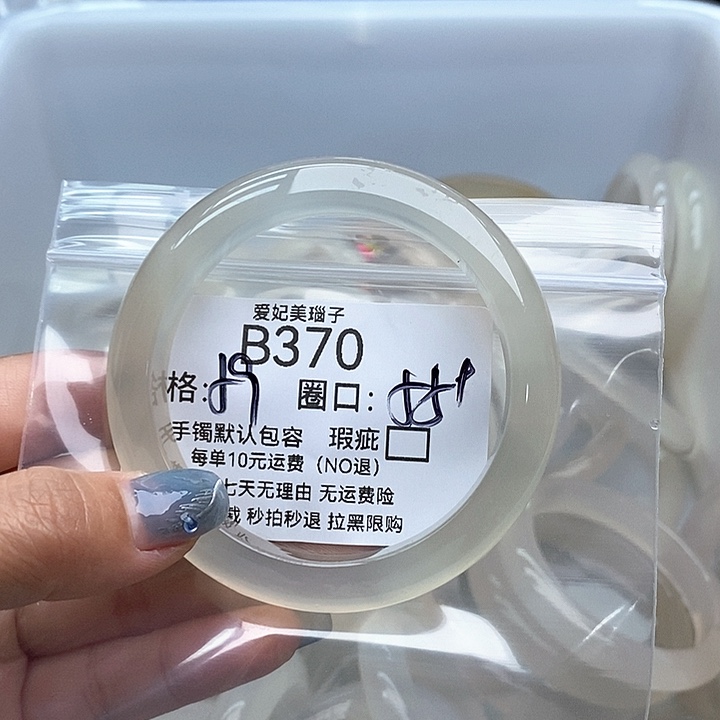 爱妃美瑙子
B370
格: 圈口:
手镯默认包容 瑕疵
每单10元运费（NO退）
七天无理由 无运费险
秒拍秒退 拉黑限购